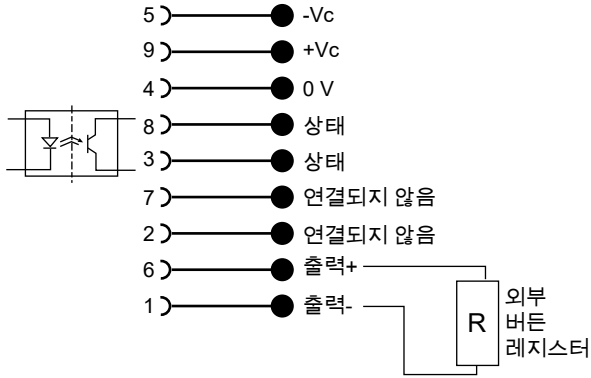 5 -Vc
9 +Vc
4 0 V
8 상태
3 상태
7 연결되지 않음
2 연결되지 않음
6 출력+
1 출력-
R
외부
버든
레지스터